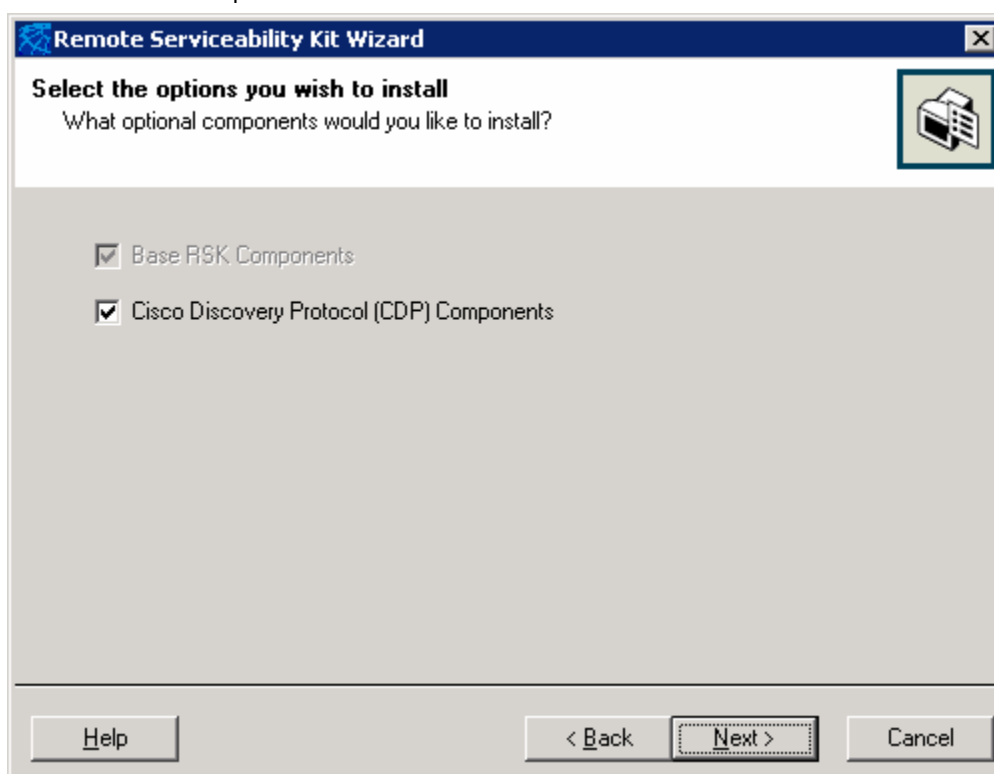 Remote Serviceability Kit Wizard
Select the options you wish to install
What optional components would you like to install?
Base RSK Components
Cisco Discovery Protocol (CDP) Components
Help
< Back
Next >
Cancel